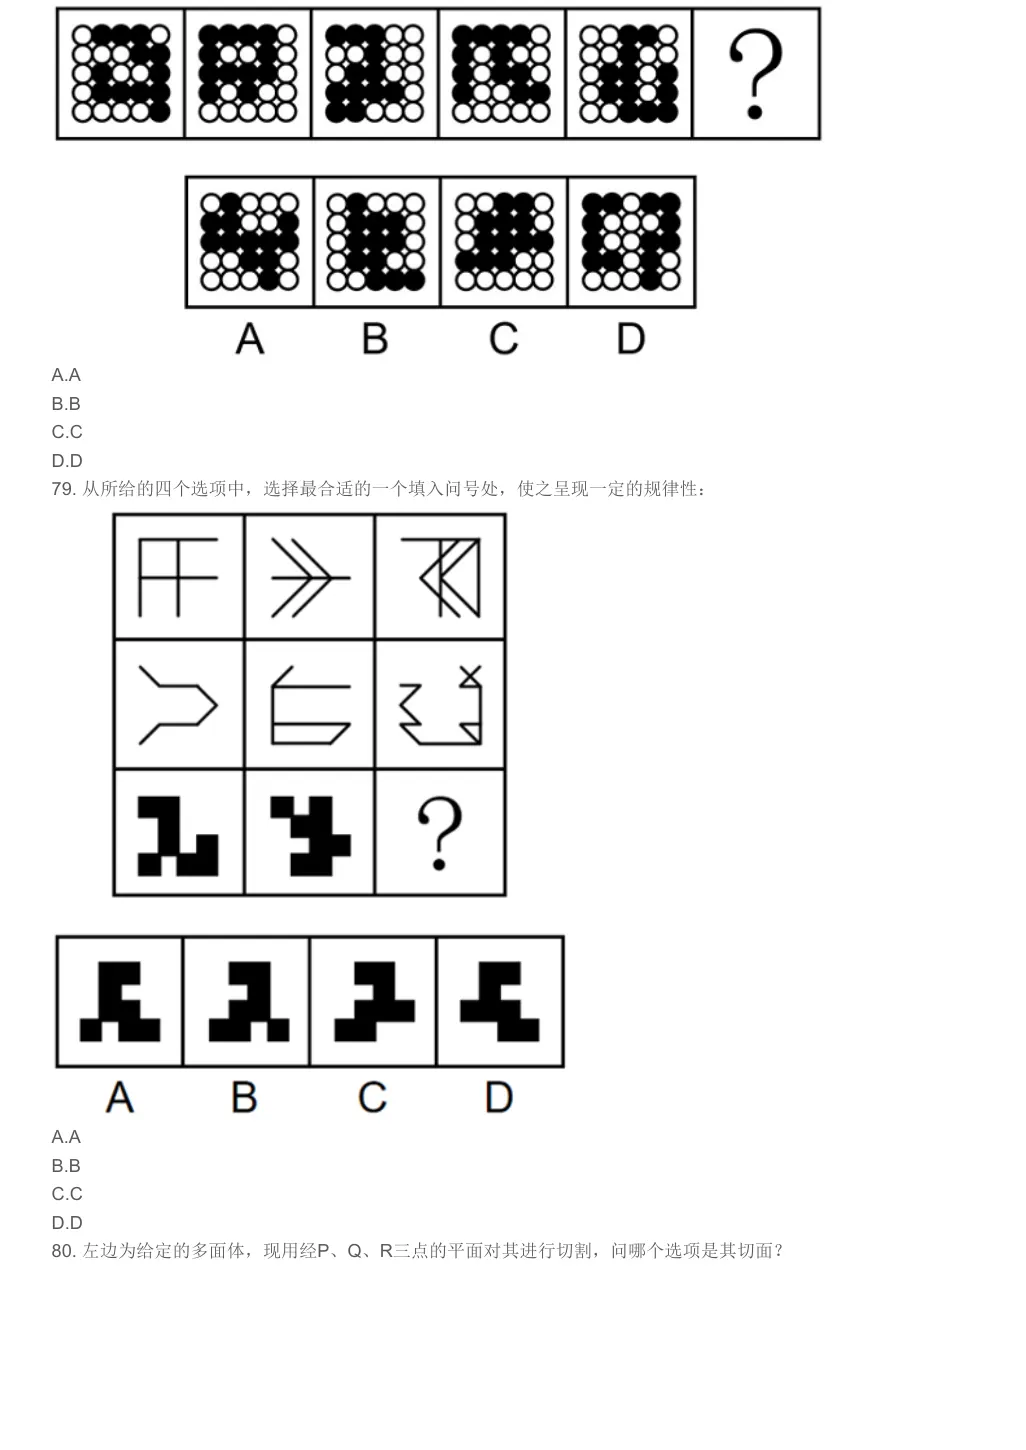 ?
A B C D
A.A
B.B
C.C
D.D
79. 从所给的四个选项中，选择最合适的一个填入问号处，使之呈现一定的规律性：
?
A B C D
A.A
B.B
C.C
D.D
80. 左边为给定的多面体，现用经P、Q、R三点的平面对其进行切割，问哪个选项是其切面？